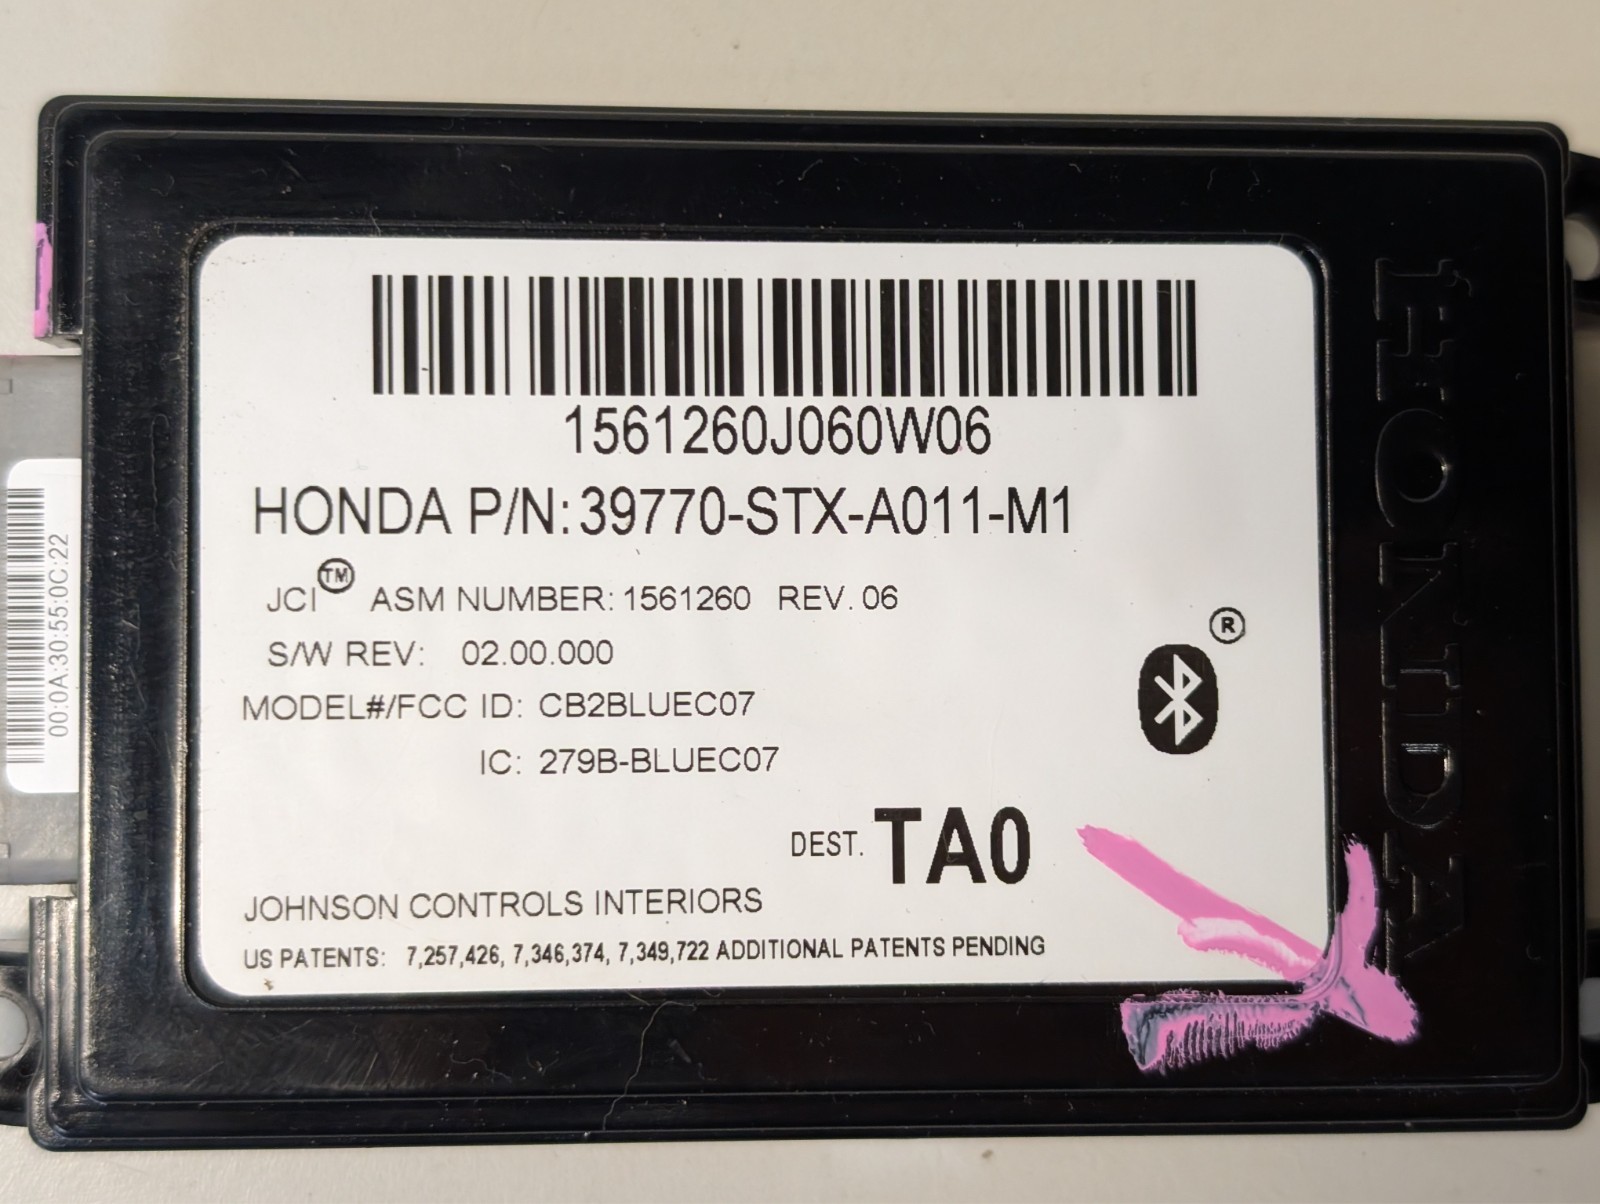 1561260J060W06
HONDA P/N: 39770-STX-A011-M1
JCI™ ASM NUMBER: 1561260 REV. 06
S/W REV: 02.00.000
MODEL#/FCC ID: CB2BLUEC07
IC: 279B-BLUEC07
®
DEST. TA0
JOHNSON CONTROLS INTERIORS
US PATENTS: 7,257,426, 7,346,374, 7,349,722 ADDITIONAL PATENTS PENDING
HONDA
00:0A:30:55:0C:22